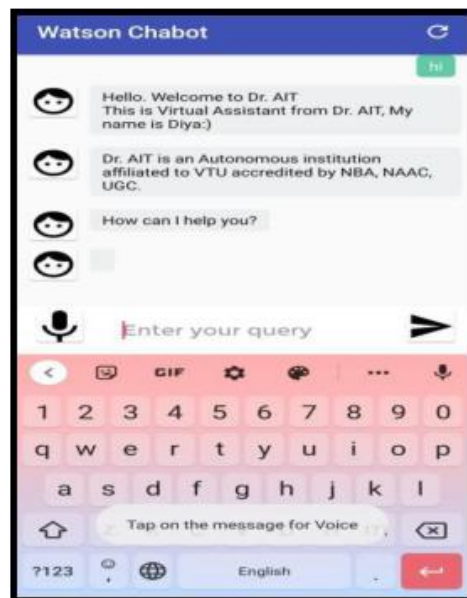 Watson Chabot
hi
Hello. Welcome to Dr. AIT
This is Virtual Assistant from Dr. AIT, My
name is Diya:)
Dr. AIT is an Autonomous institution
affiliated to VTU accredited by NBA, NAAC,
UGC.
How can I help you?
Enter your query
GIF
1 2 3 4 5 6 7 8 9 0
q w e r t y u i o p
a s d f g h j k l
Tap on the message for Voice
?123 , English .